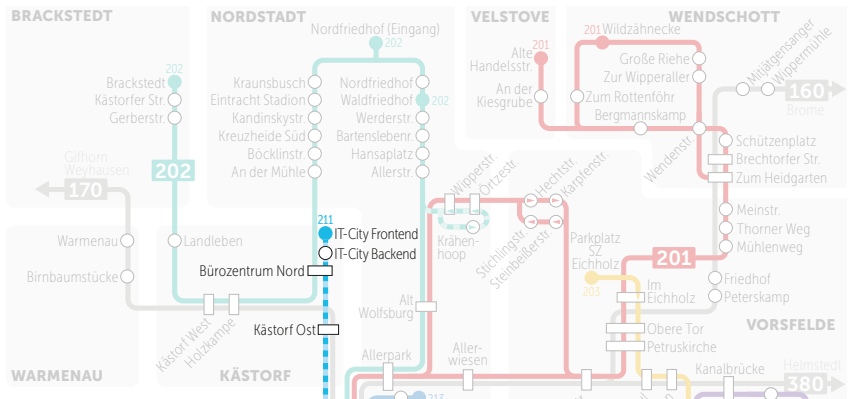 BRACKSTEDT
NORDSTADT
VELSTOVE
WENDSCHOTT
Nordfriedhof (Eingang)
202
201
Wildzähnecke
202
Brackstedt
Kästorfer Str.
Gerberstr.
Kraunsbusch
Eintracht Stadion
Kandinskystr.
Kreuzheide Süd
Böcklinstr.
An der Mühle
Nordfriedhof
Waldfriedhof
202
Werderstr.
Bartenslebenr.
Hansaplatz
Allerstr.
201
Alte
Handelsstr.
An der
Kiesgrube
Große Riehe
Zur Wipperaller
Zum Rottenföhr
Bergmannskamp
Mitjätgensanger
Wippermühle
160
Brome
Wendenstr.
Schützenplatz
Brechtorfer Str.
Zum Heidgarten
Gifhorn
Weyhausen
170
202
Wipperstr.
Örtzestr.
Hechtstr.
Karpfenstr.
Meinstr.
Thorner Weg
Mühlenweg
211
IT-City Frontend
IT-City Backend
Bürozentrum Nord
Kästorf Ost
Warmenau
Birnbaumstücke
Landleben
Krähen-
hoop
Stichlingstr.
Steinbeißerstr.
Parkplatz
SZ
Eichholz
203
201
Friedhof
Peterskamp
Im
Eichholz
Alt
Wolfsburg
Kästorf West
Holzkampe
Obere Tor
Petruskirche
VORSFELDE
Allerpark
Aller-
wiesen
Kanalbrücke
Helmstedt
380
WARMENAU
KÄSTORF
213